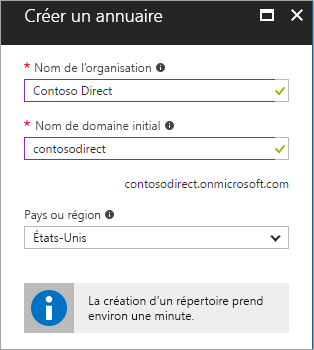 Créer un annuaire
* Nom de l'organisation
Contoso Direct
* Nom de domaine initial
contosodirect
contosodirect.onmicrosoft.com
Pays ou région
États-Unis
La création d'un répertoire prend
environ une minute.